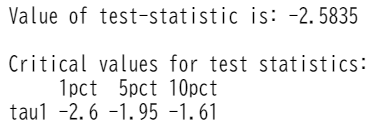 Value of test-statistic is: -2.5835
Critical values for test statistics:
1pct 5pct 10pct
tau1 -2.6 -1.95 -1.61